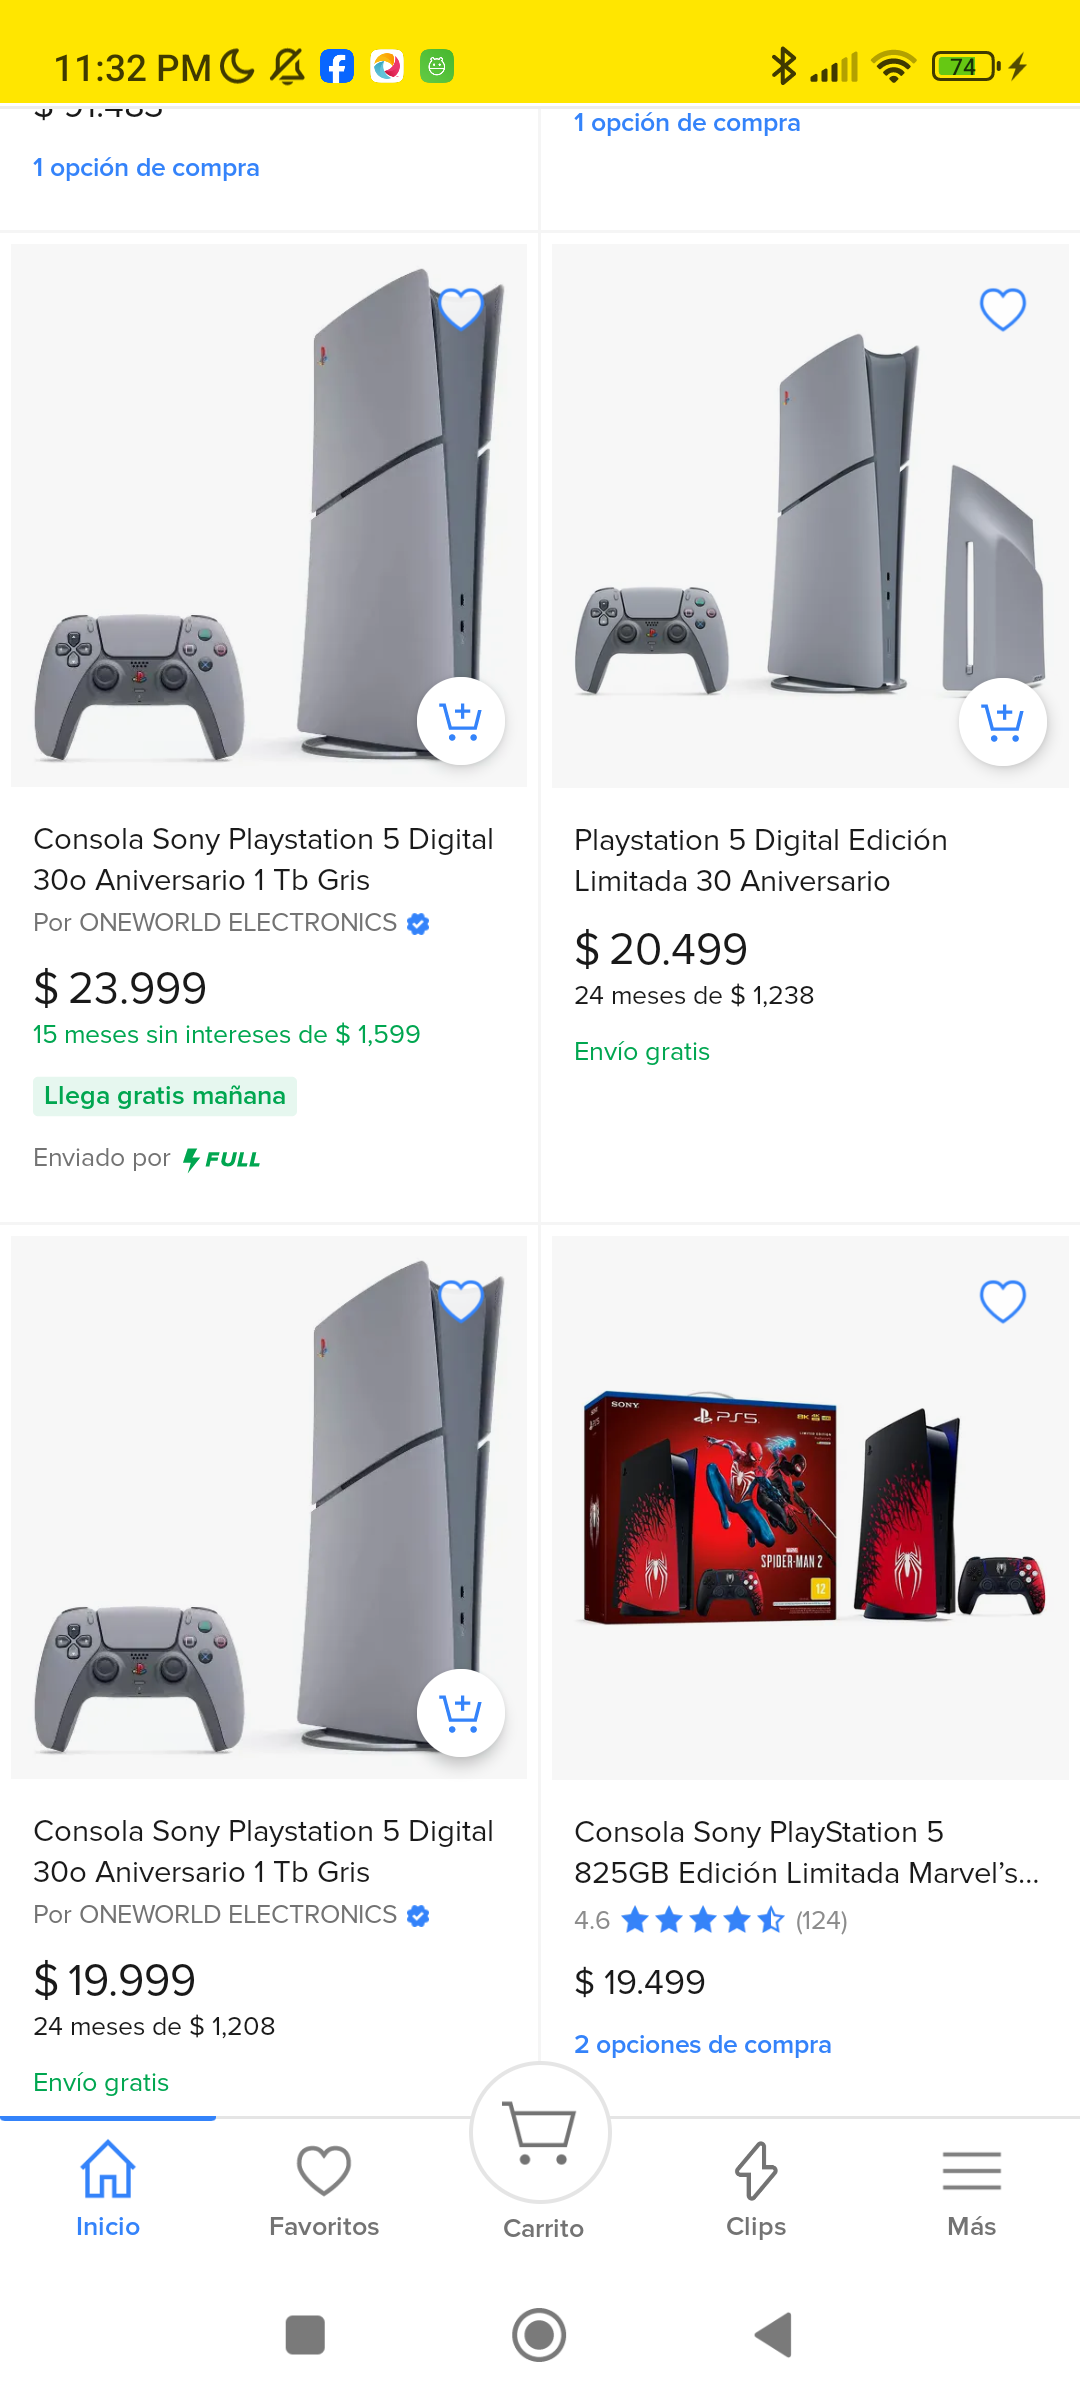 11:32 PM
74
1 opción de compra
1 opción de compra
Consola Sony Playstation 5 Digital
30o Aniversario 1 Tb Gris
Por ONEWORLD ELECTRONICS
$ 23.999
15 meses sin intereses de $ 1,599
Llega gratis mañana
Enviado por FULL
Playstation 5 Digital Edición
Limitada 30 Aniversario
$ 20.499
24 meses de $ 1,238
Envío gratis
Consola Sony Playstation 5 Digital
30o Aniversario 1 Tb Gris
Por ONEWORLD ELECTRONICS
$ 19.999
24 meses de $ 1,208
Envío gratis
SONY
PS5
8K 4K
MARVEL
SPIDER-MAN 2
12
Consola Sony PlayStation 5
825GB Edición Limitada Marvel's...
4.6 (124)
$ 19.499
2 opciones de compra
Inicio
Favoritos
Carrito
Clips
Más